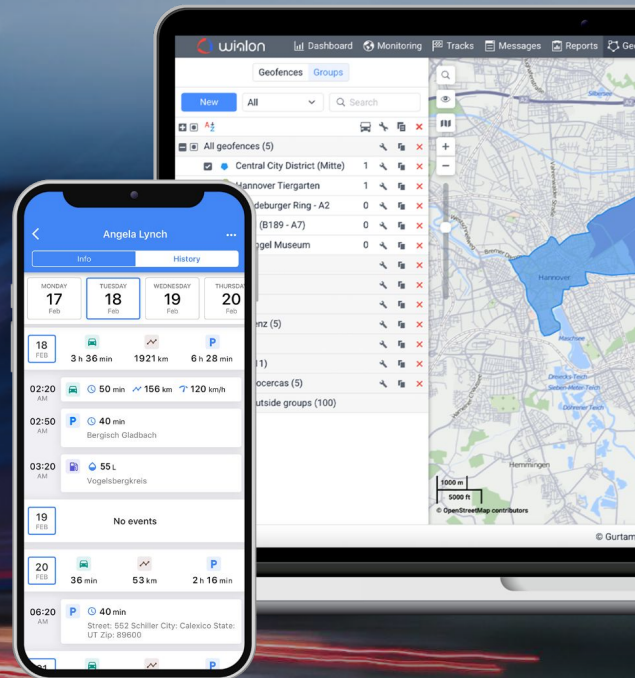 wialon
Dashboard
Monitoring
Tracks
Messages
Reports
Geofences Groups
New
All
Search
All geofences (5)
Central City District (Mitte) 1
Hannover Tiergarten 1
deburger Ring - A2 0
(B189 - A7) 0
gel Museum 0
enz (5)
11)
ocercas (5)
utside groups (100)
Silbersee
Hannover
Maschsee
Döhrener Teich
Hemmingen
1000 m
5000 ft
© OpenStreetMap contributors
© Gurtam
Angela Lynch
Info
History
MONDAY
17
Feb
TUESDAY
18
Feb
WEDNESDAY
19
Feb
THURSDA
20
Feb
18
FEB
3 h 36 min
1921 km
P
6 h 28 min
02:20
AM
50 min 156 km 120 km/h
02:50
AM
P
40 min
Bergisch Gladbach
03:20
AM
55 L
Vogelsbergkreis
19
FEB
No events
20
FEB
36 min
53 km
P
2 h 16 min
06:20
AM
P
40 min
Street: 552 Schiller City: Calexico State:
UT Zip: 89600
P